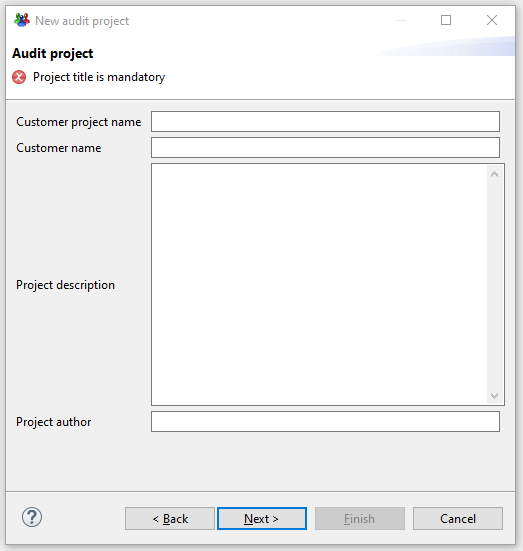 New audit project
Audit project
Project title is mandatory
Customer project name
Customer name
Project description
Project author
?
< Back
Next >
Finish
Cancel